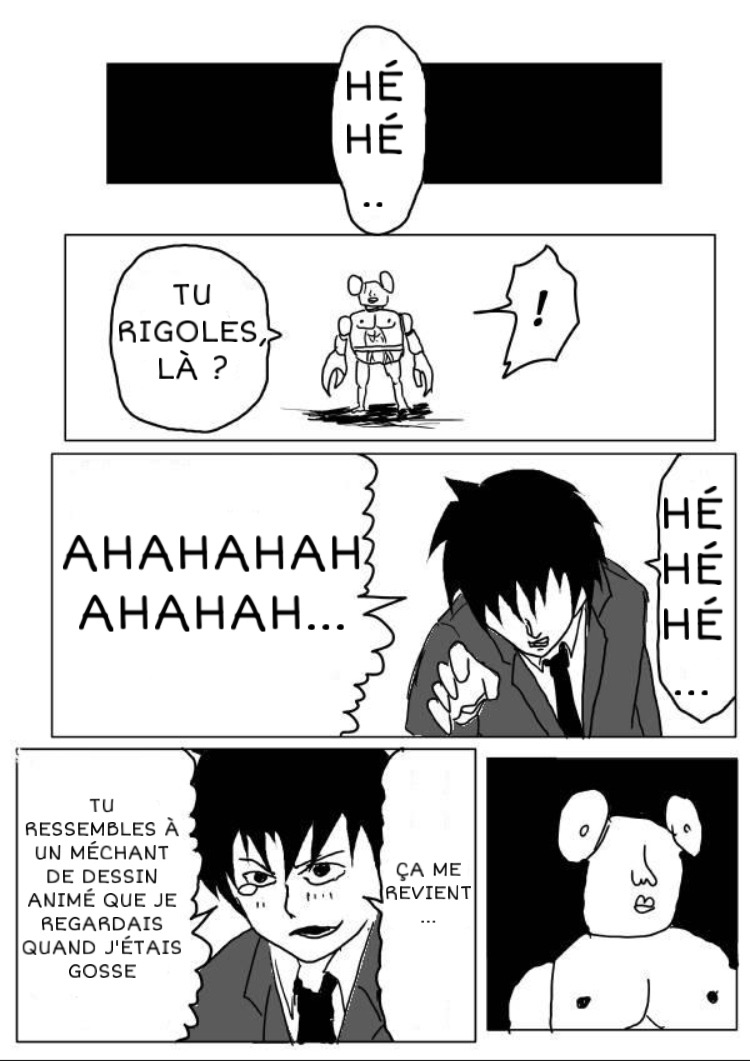 HÉ
HÉ
..
!
TU
RIGOLES,
LÀ ?
HÉ
HÉ
HÉ
...
AHAHAHAH
AHAHAH...
ÇA ME
REVIENT
...
TU
RESSEMBLES À
UN MÉCHANT
DE DESSIN
ANIMÉ QUE JE
REGARDAIS
QUAND J'ÉTAIS
GOSSE